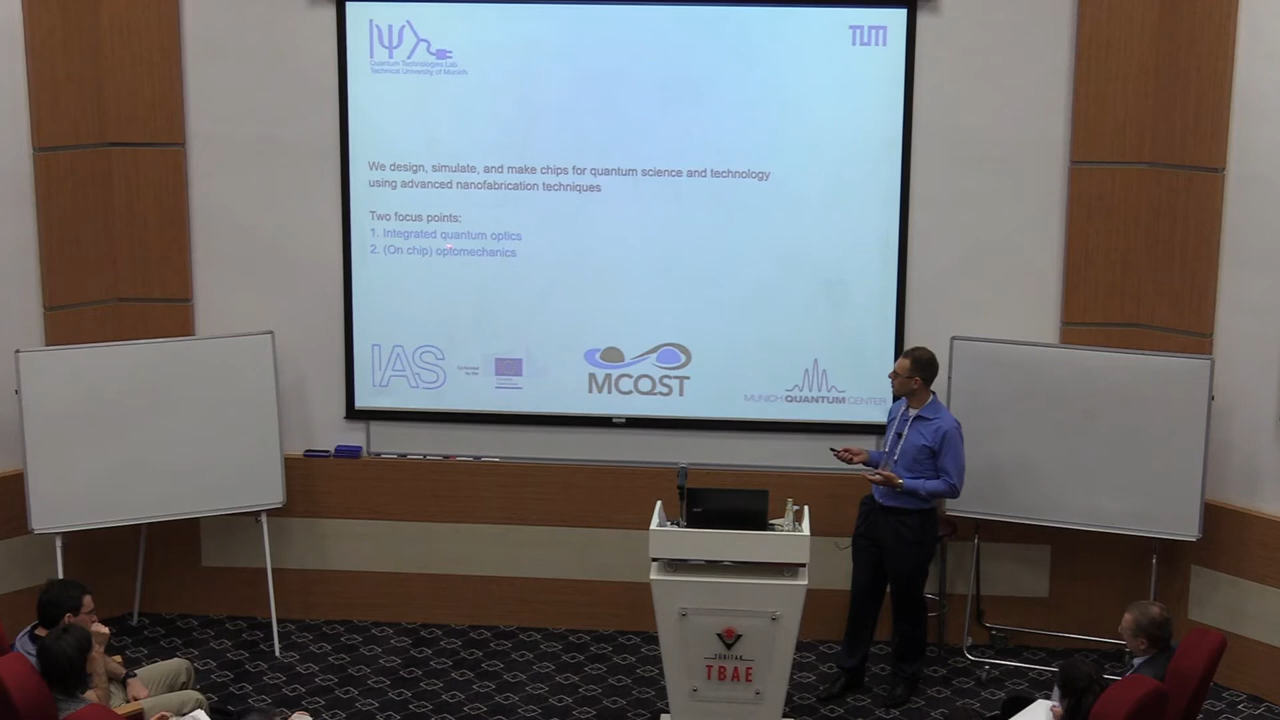 |Ψ⟩
TUM
Quantum Technologies Lab
Technical University of Munich
We design, simulate, and make chips for quantum science and technology
using advanced nanofabrication techniques
Two focus points:
1. Integrated quantum optics
2. (On chip) optomechanics
IAS
MCQST
MUNICH QUANTUM CENTER
TÜBİTAK
TBAE